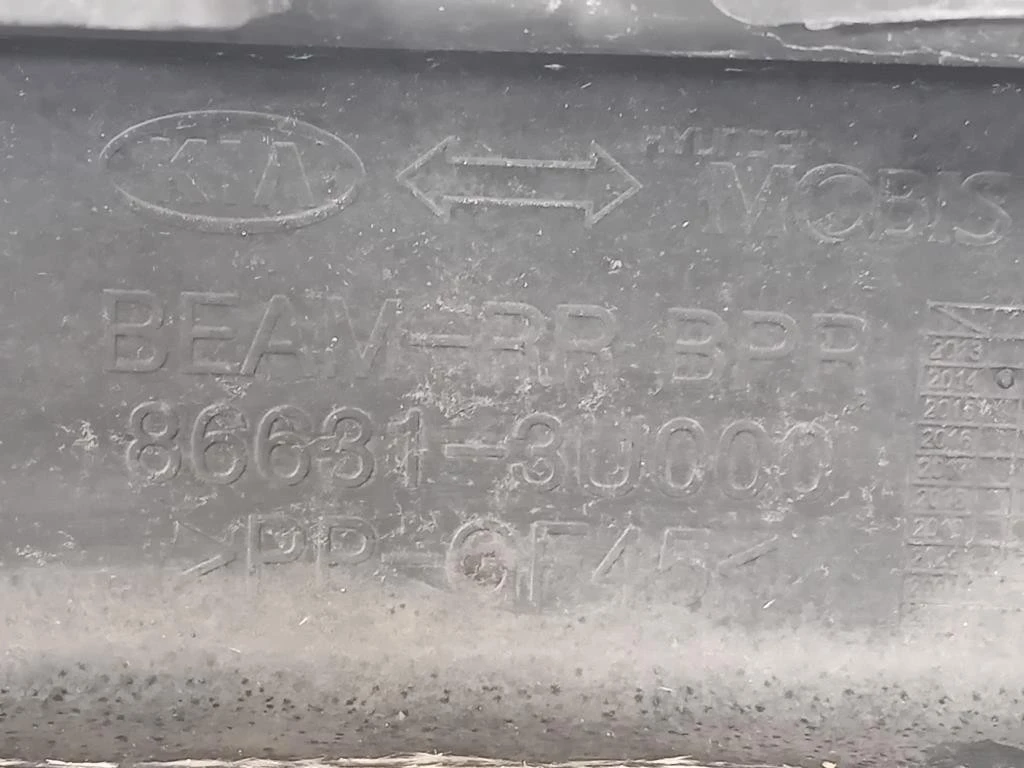 KIA
HYUNDAI
MOBIS
BEAM-RR,BPR
86631-3U000
>PP-GF45<
2013
2014
2015
2016